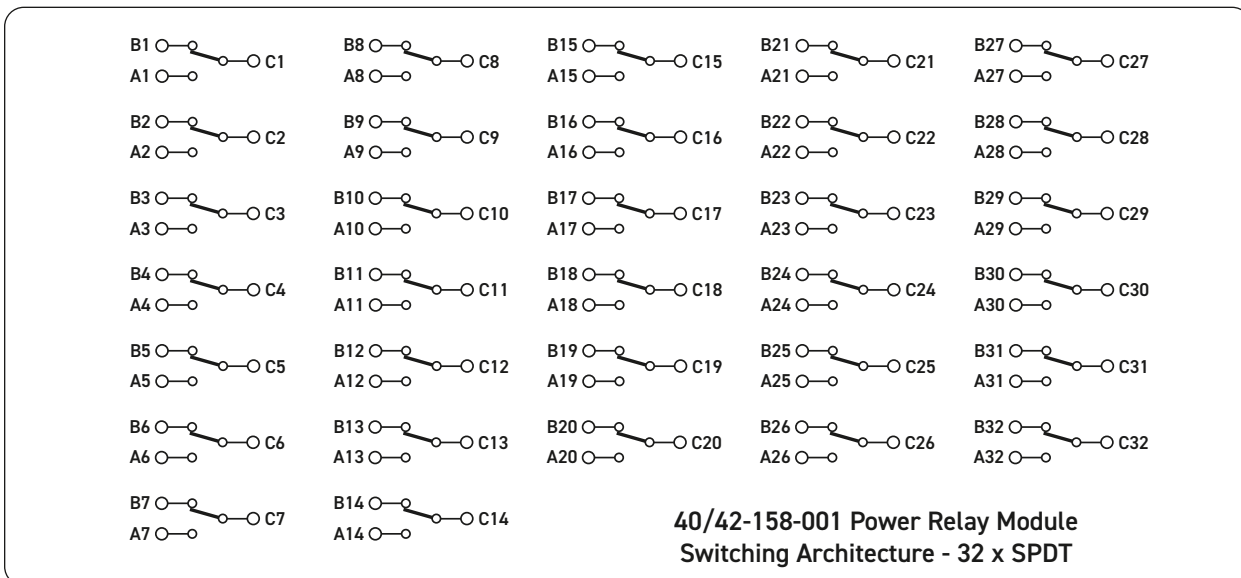 B1 C1 B8 C8 B15 C15 B21 C21 B27 C27
A1 A8 A15 A21 A27
B2 C2 B9 C9 B16 C16 B22 C22 B28 C28
A2 A9 A16 A22 A28
B3 C3 B10 C10 B17 C17 B23 C23 B29 C29
A3 A10 A17 A23 A29
B4 C4 B11 C11 B18 C18 B24 C24 B30 C30
A4 A11 A18 A24 A30
B5 C5 B12 C12 B19 C19 B25 C25 B31 C31
A5 A12 A19 A25 A31
B6 C6 B13 C13 B20 C20 B26 C26 B32 C32
A6 A13 A20 A26 A32
B7 C7 B14 C14
A7 A14
40/42-158-001 Power Relay Module
Switching Architecture - 32 x SPDT